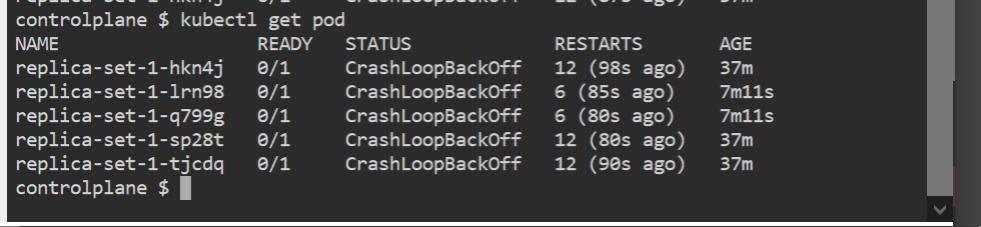 controlplane $ kubectl get pod
NAME READY STATUS RESTARTS AGE
replica-set-1-hkn4j 0/1 CrashLoopBackOff 12 (98s ago) 37m
replica-set-1-lrn98 0/1 CrashLoopBackOff 6 (85s ago) 7m11s
replica-set-1-q799g 0/1 CrashLoopBackOff 6 (80s ago) 7m11s
replica-set-1-sp28t 0/1 CrashLoopBackOff 12 (80s ago) 37m
replica-set-1-tjcdq 0/1 CrashLoopBackOff 12 (90s ago) 37m
controlplane $